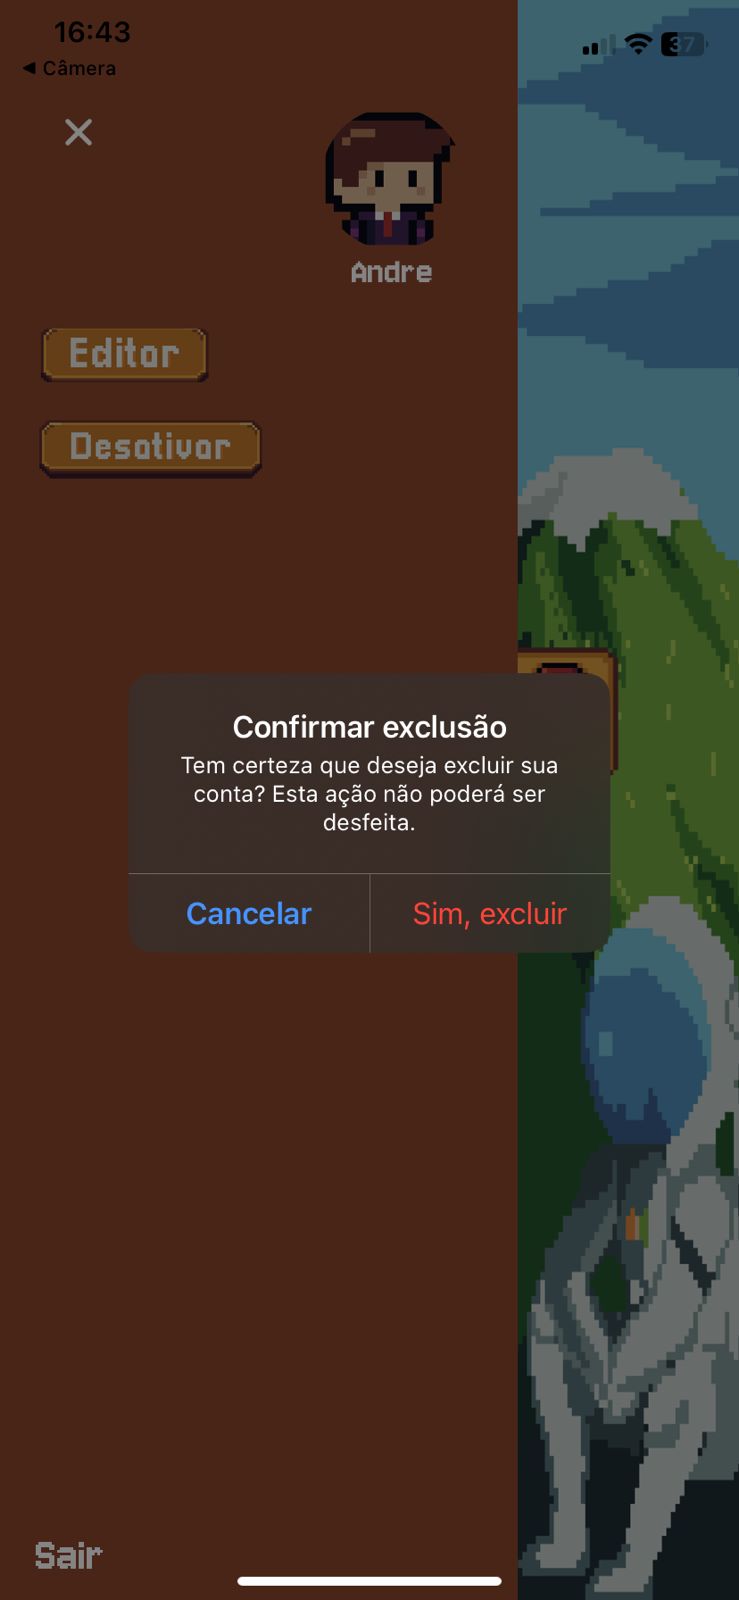 16:43
37
◀ Câmera
Andre
Editar
Desativar
Confirmar exclusão
Tem certeza que deseja excluir sua
conta? Esta ação não poderá ser
desfeita.
Cancelar
Sim, excluir
Sair